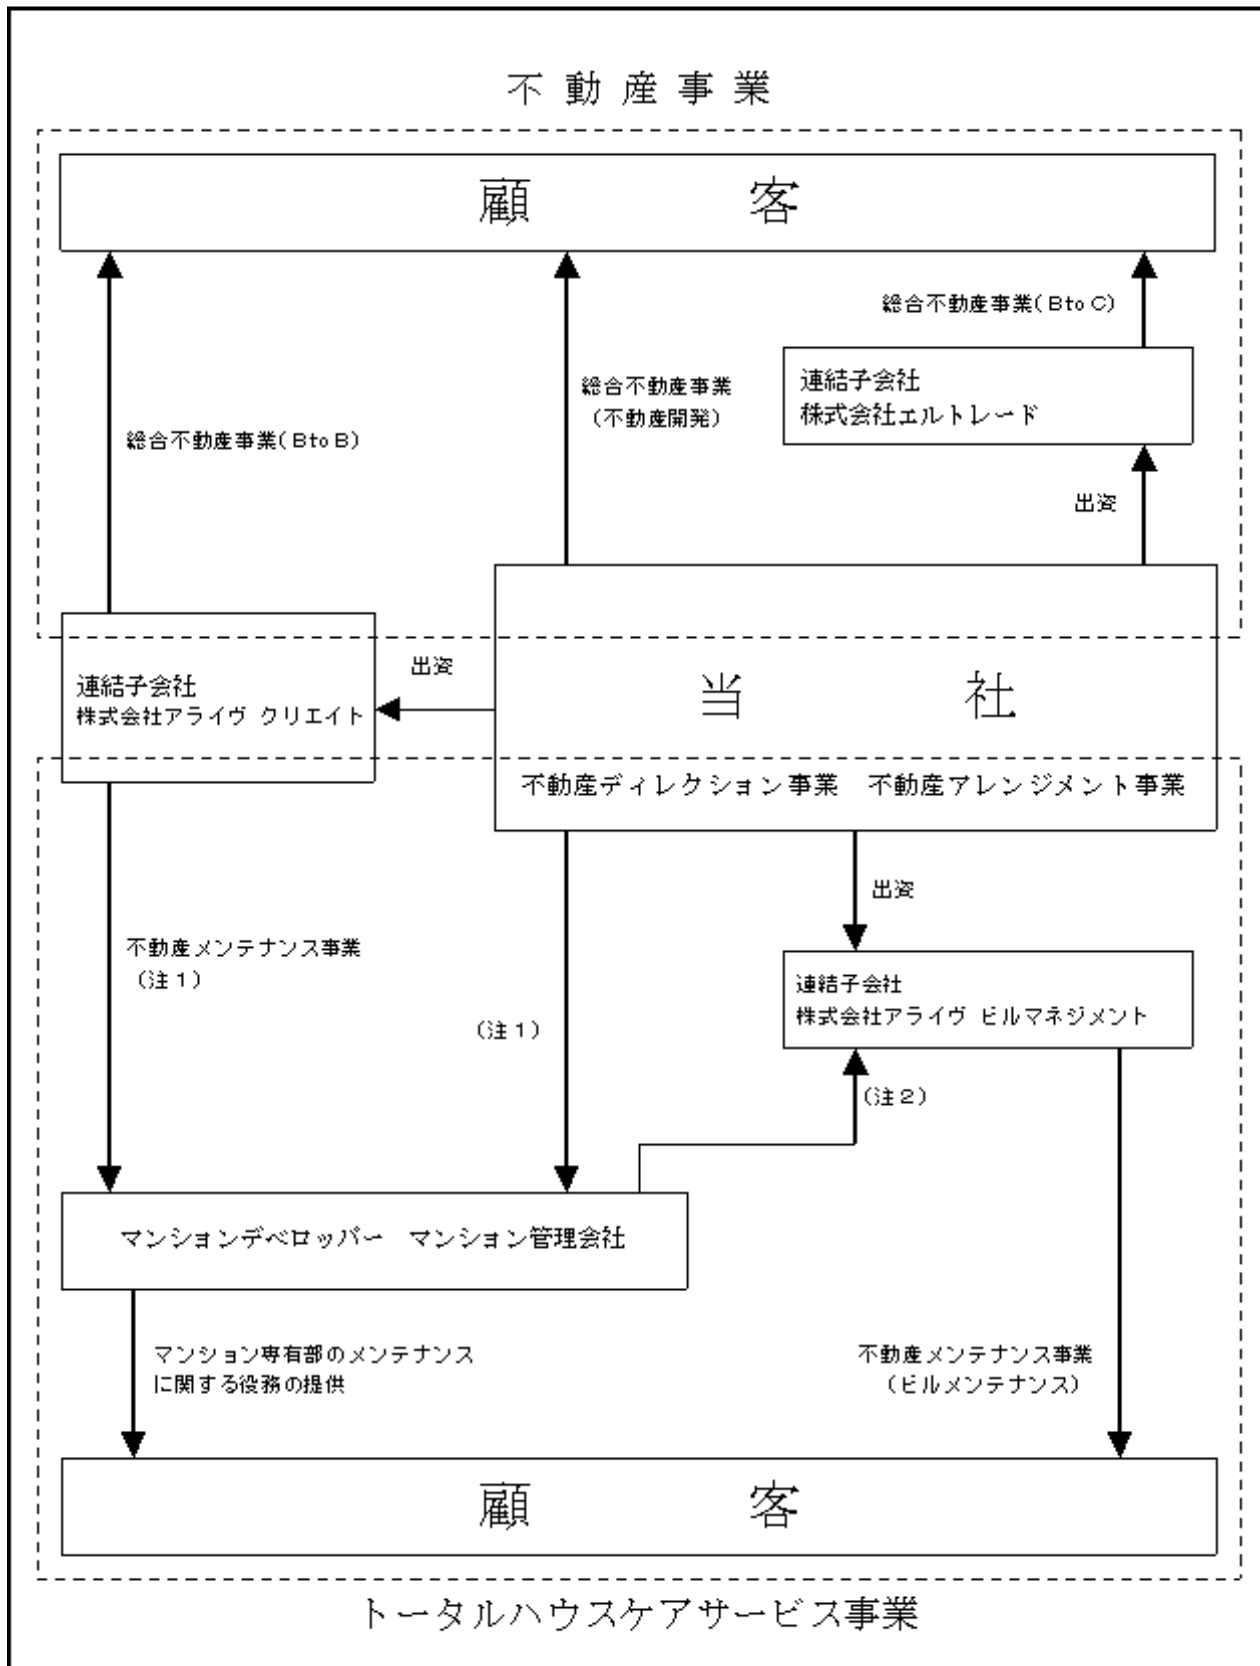 不動産事業
顧客
総合不動産事業(BtoC)
連結子会社
株式会社エルトレード
総合不動産事業
(不動産開発)
総合不動産事業(BtoB)
出資
出資
連結子会社
株式会社アライヴ クリエイト
当社
不動産ディレクション事業 不動産アレンジメント事業
出資
不動産メンテナンス事業
(注1)
連結子会社
株式会社アライヴ ビルマネジメント
(注1)
(注2)
マンションデベロッパー マンション管理会社
マンション専有部のメンテナンス
に関する役務の提供
不動産メンテナンス事業
(ビルメンテナンス)
顧客
トータルハウスケアサービス事業